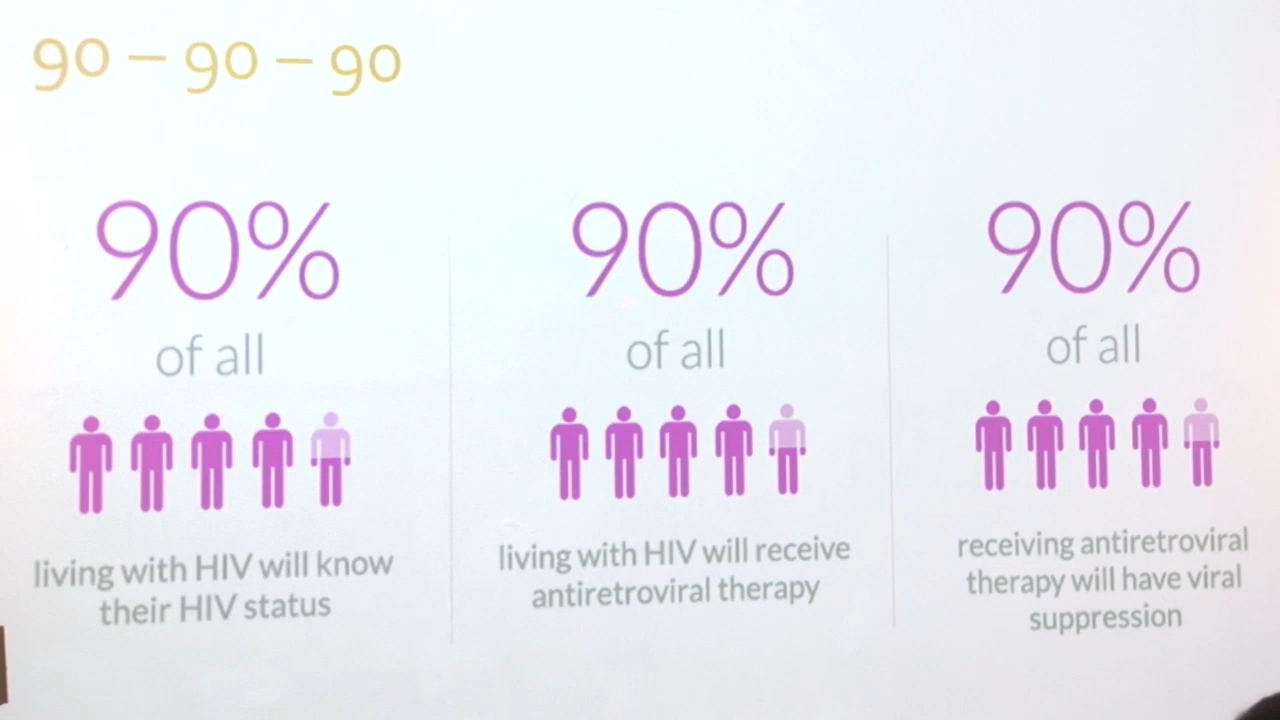 90 – 90 – 90
90%
of all
living with HIV will know
their HIV status
90%
of all
living with HIV will receive
antiretroviral therapy
90%
of all
receiving antiretroviral
therapy will have viral
suppression